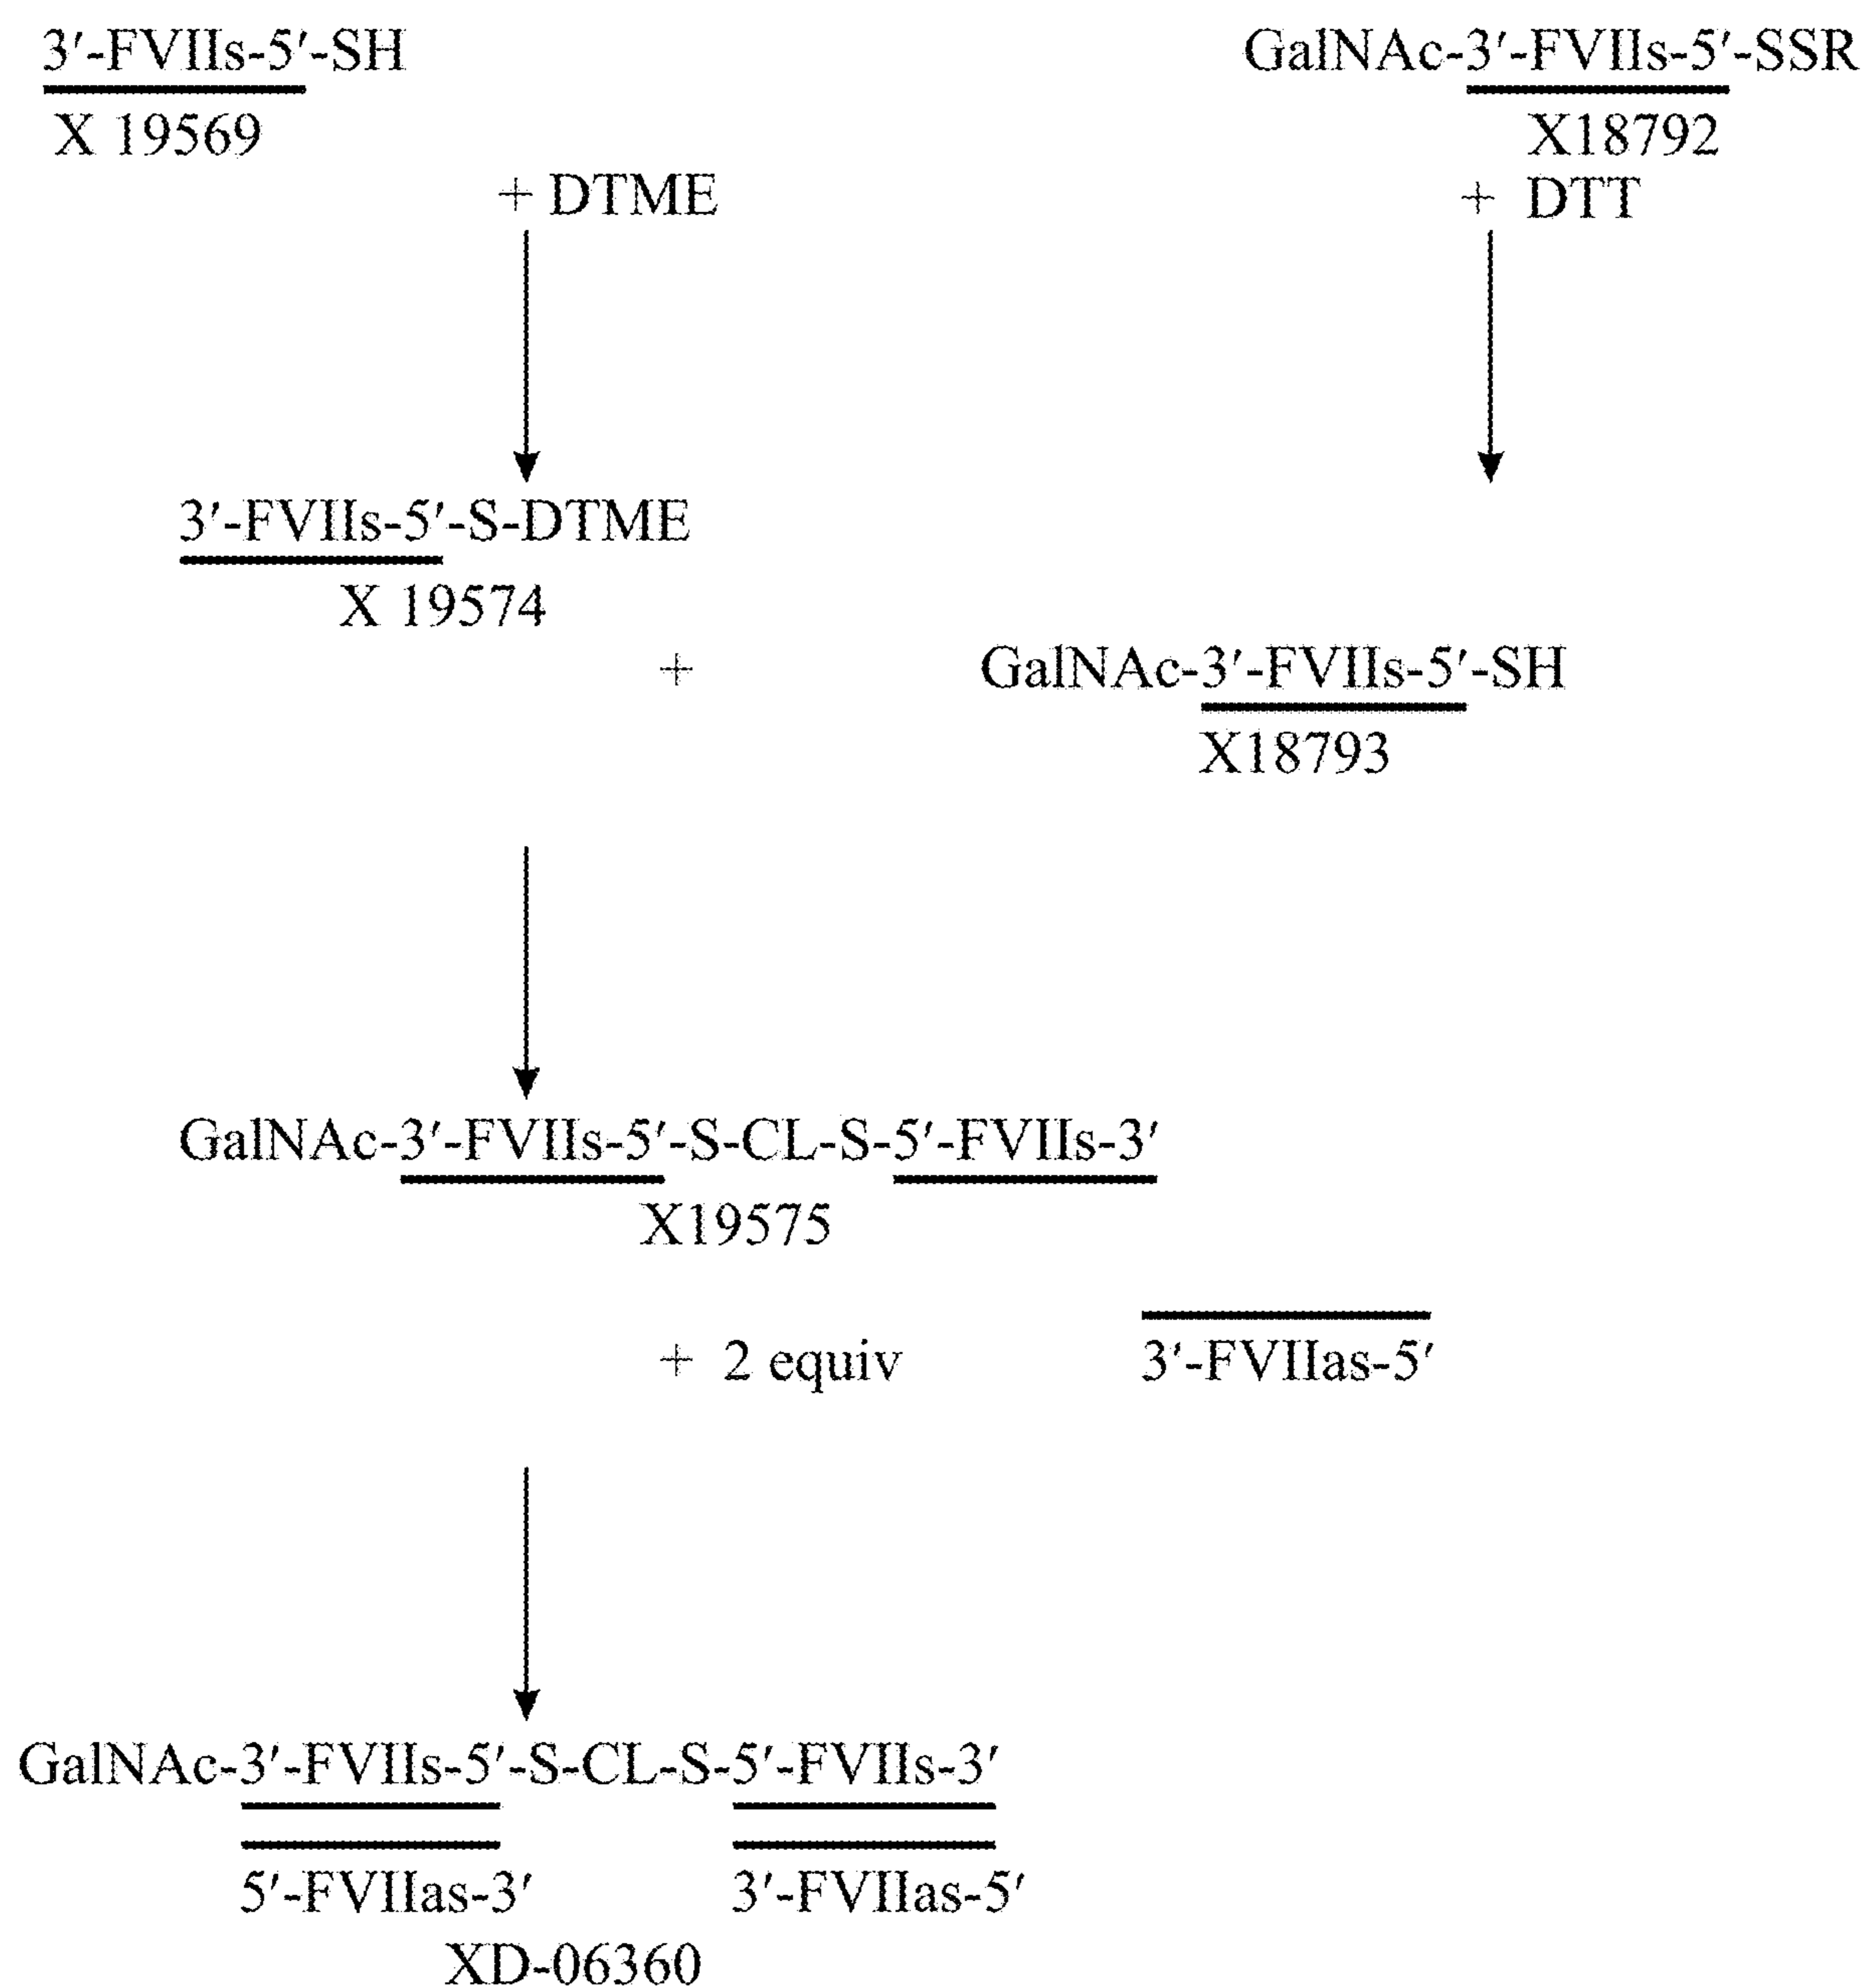 3′-FVIIs-5′-SH
GalNAc-3′-FVIIs-5′-SSR
X 19569
X18792
+ DTME
+ DTT
3′-FVIIs-5′-S-DTME
X 19574
+
GalNAc-3′-FVIIs-5′-SH
X18793
GalNAc-3′-FVIIs-5′-S-CL-S-5′-FVIIs-3′
X19575
+ 2 equiv
3′-FVIIas-5′
GalNAc-3′-FVIIs-5′-S-CL-S-5′-FVIIs-3′
5′-FVIIas-3′
3′-FVIIas-5′
XD-06360